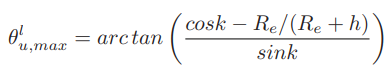 θ^l_{u,max} = arctan( (cosk − R_e/(R_e + h)) / sink )